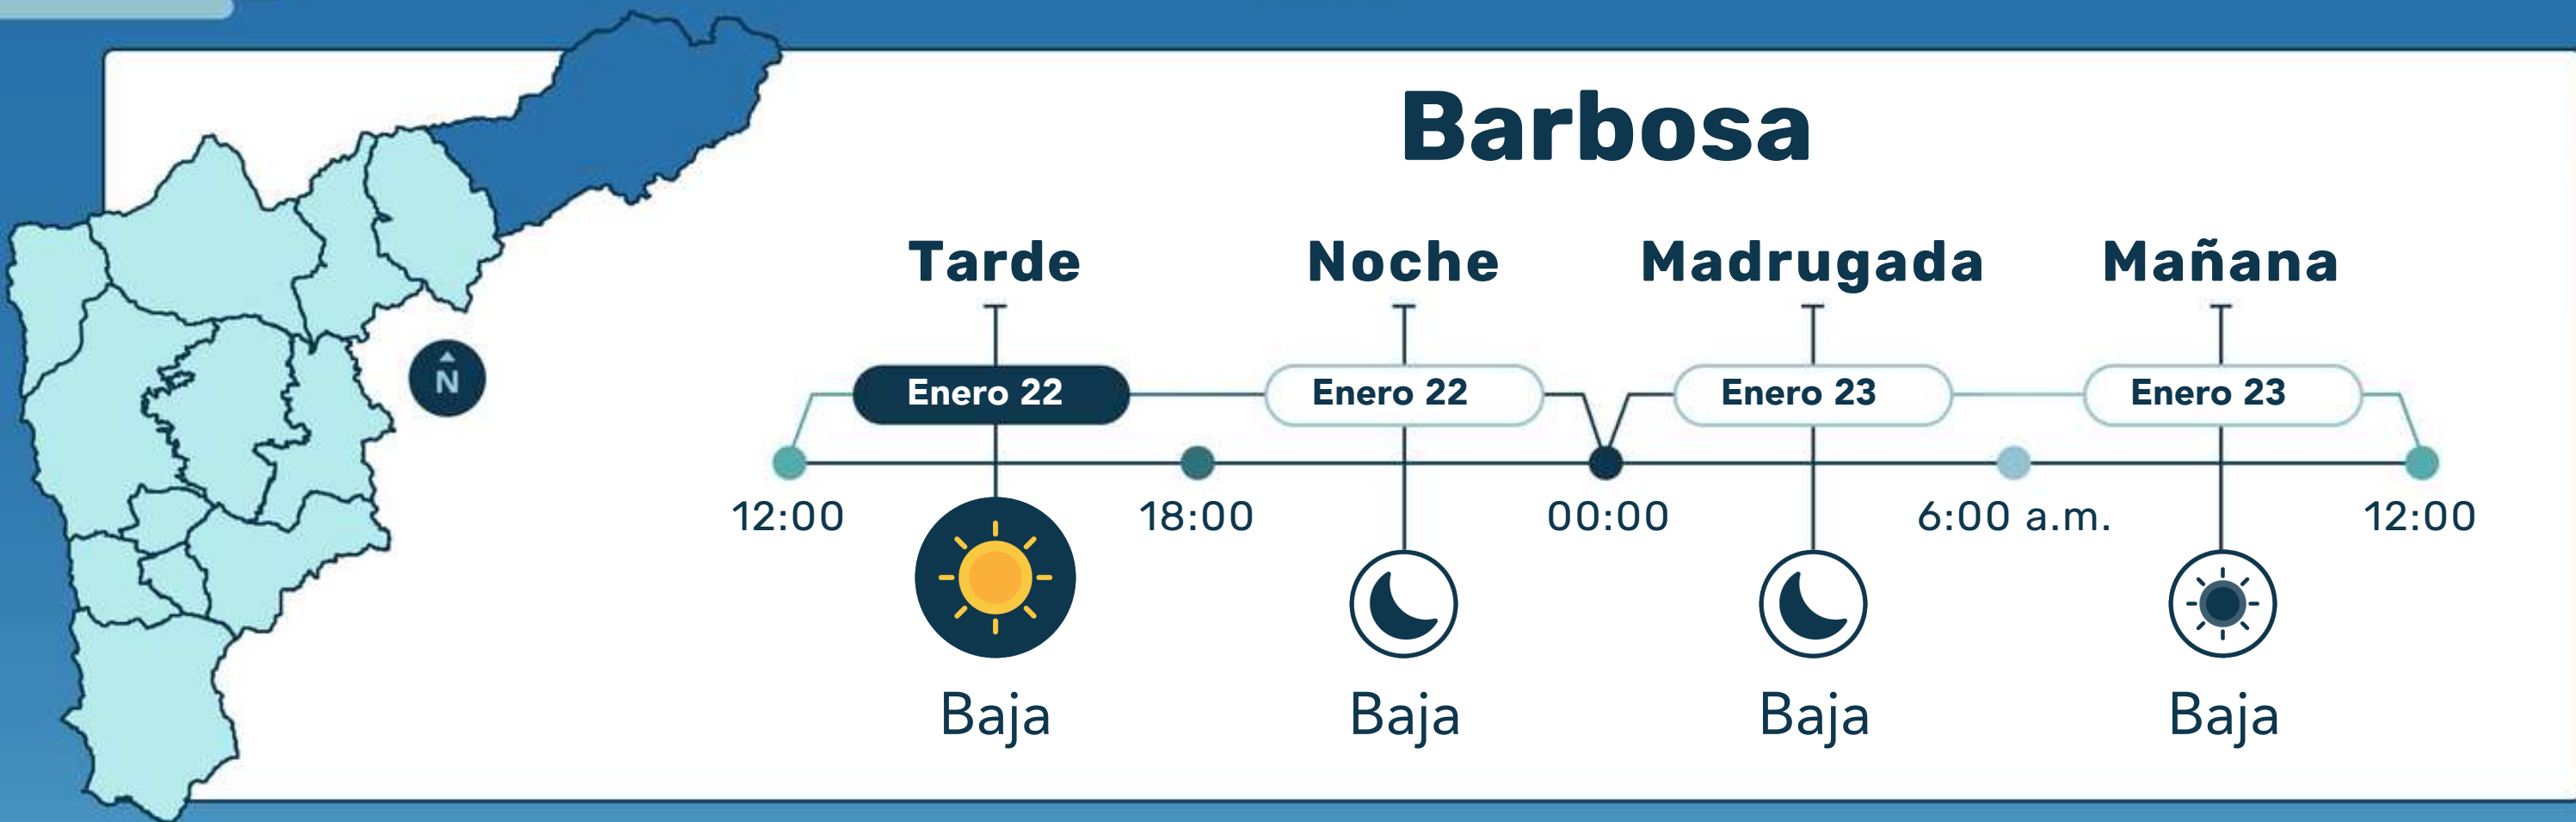 Barbosa
Tarde Noche Madrugada Mañana
Enero 22 Enero 22 Enero 23 Enero 23
N
12:00 18:00 00:00 6:00 a.m. 12:00
Baja Baja Baja Baja